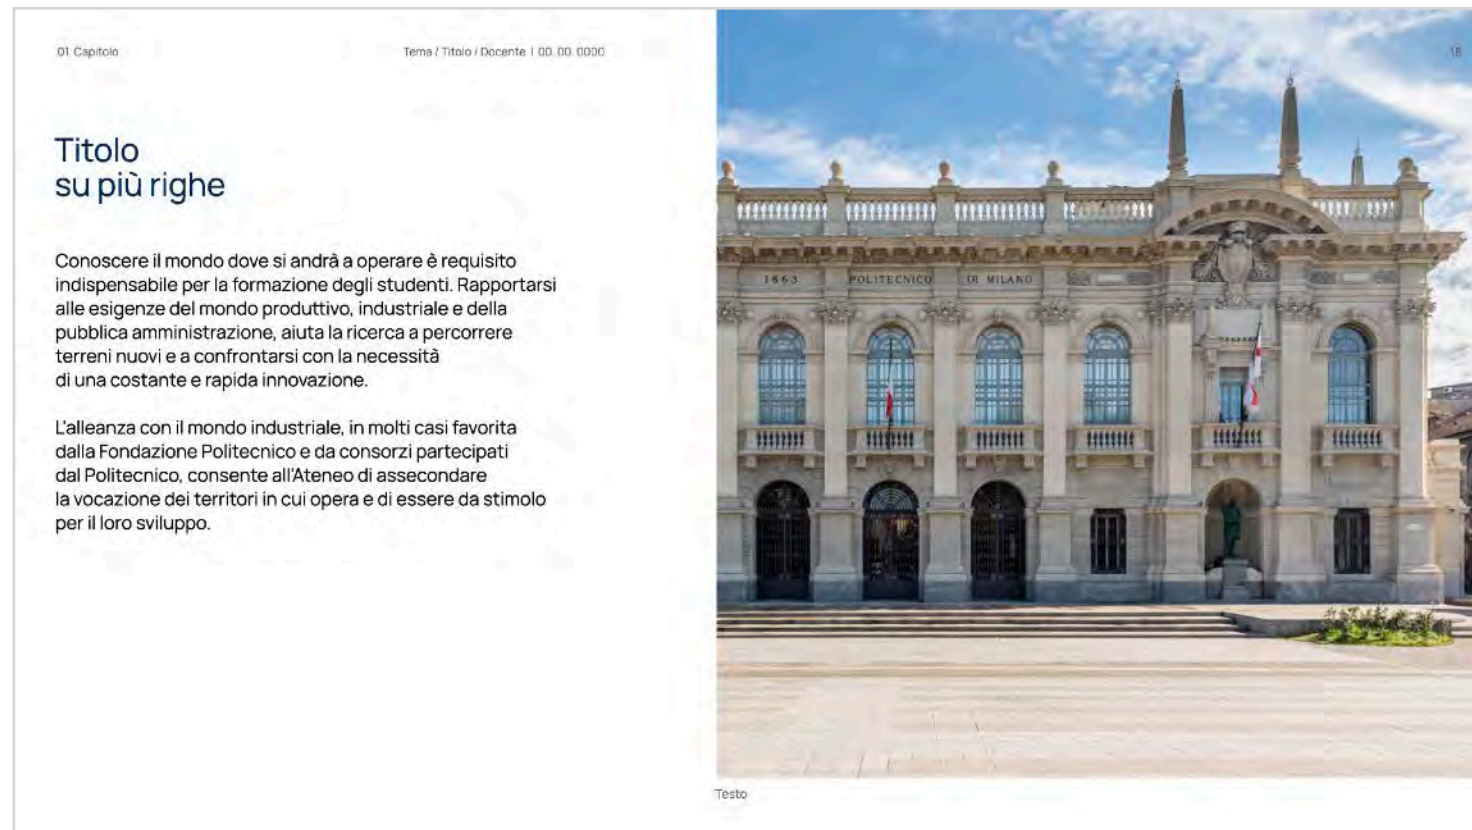 01. Capitolo
Tema / Titolo / Docente | 00. 00. 0000
18
Titolo
su più righe
Conoscere il mondo dove si andrà a operare è requisito
indispensabile per la formazione degli studenti. Rapportarsi
alle esigenze del mondo produttivo, industriale e della
pubblica amministrazione, aiuta la ricerca a percorrere
terreni nuovi e a confrontarsi con la necessità
di una costante e rapida innovazione.
L'alleanza con il mondo industriale, in molti casi favorita
dalla Fondazione Politecnico e da consorzi partecipati
dal Politecnico, consente all'Ateneo di assecondare
la vocazione dei territori in cui opera e di essere da stimolo
per il loro sviluppo.
1863 POLITECNICO DI MILANO
Testo